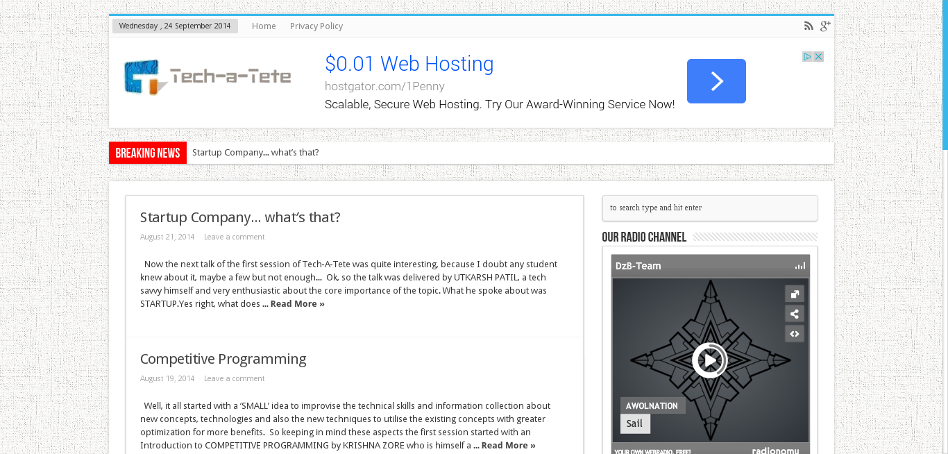 Wednesday , 24 September 2014 Home Privacy Policy
Tech-a-Tete
$0.01 Web Hosting
hostgator.com/1Penny
Scalable, Secure Web Hosting. Try Our Award-Winning Service Now!
BREAKING NEWS Startup Company... what's that?
Startup Company... what's that?
August 21, 2014 Leave a comment
Now the next talk of the first session of Tech-A-Tete was quite interesting, because I doubt any student
knew about it, maybe a few but not enough... Ok, so the talk was delivered by UTKARSH PATIL, a tech
savvy himself and very enthusiastic about the core importance of the topic. What he spoke about was
STARTUP.Yes right, what does ... Read More »
Competitive Programming
August 19, 2014 Leave a comment
Well, it all started with a 'SMALL' idea to improvise the technical skills and information collection about
new concepts, technologies and also the new techniques to utilise the existing concepts with greater
optimization for more benefits. So keeping in mind these aspects the first session started with an
Introduction to COMPETITIVE PROGRAMMING by KRISHNA ZORE who is himself a ... Read More »
to search type and hit enter
OUR RADIO CHANNEL
DzB-Team
AWOLNATION
Sail
YOUR OWN WEBRADIO, FREE! radionomy